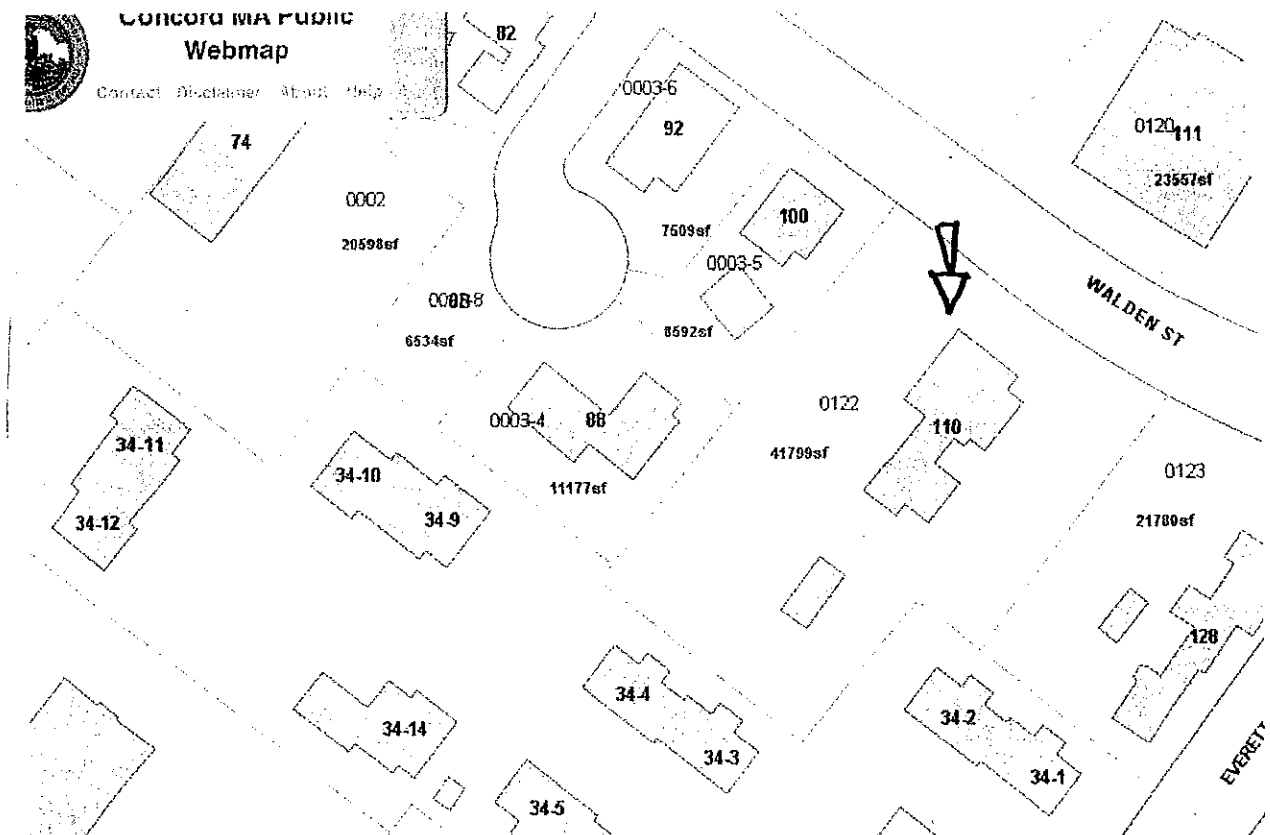 Concord MA Public
Webmap
Contact Disclaimer About Help
82
0003-6
92
74
0120
111
23557sf
0002
20598sf
7509sf
100
0003-5
WALDEN ST
6534sf
8592sf
0003-4
88
0122
41799sf
110
11177sf
0123
21780sf
34-11
34-12
34-10
34-9
128
34-4
34-3
34-2
34-1
34-14
34-5
EVERETT